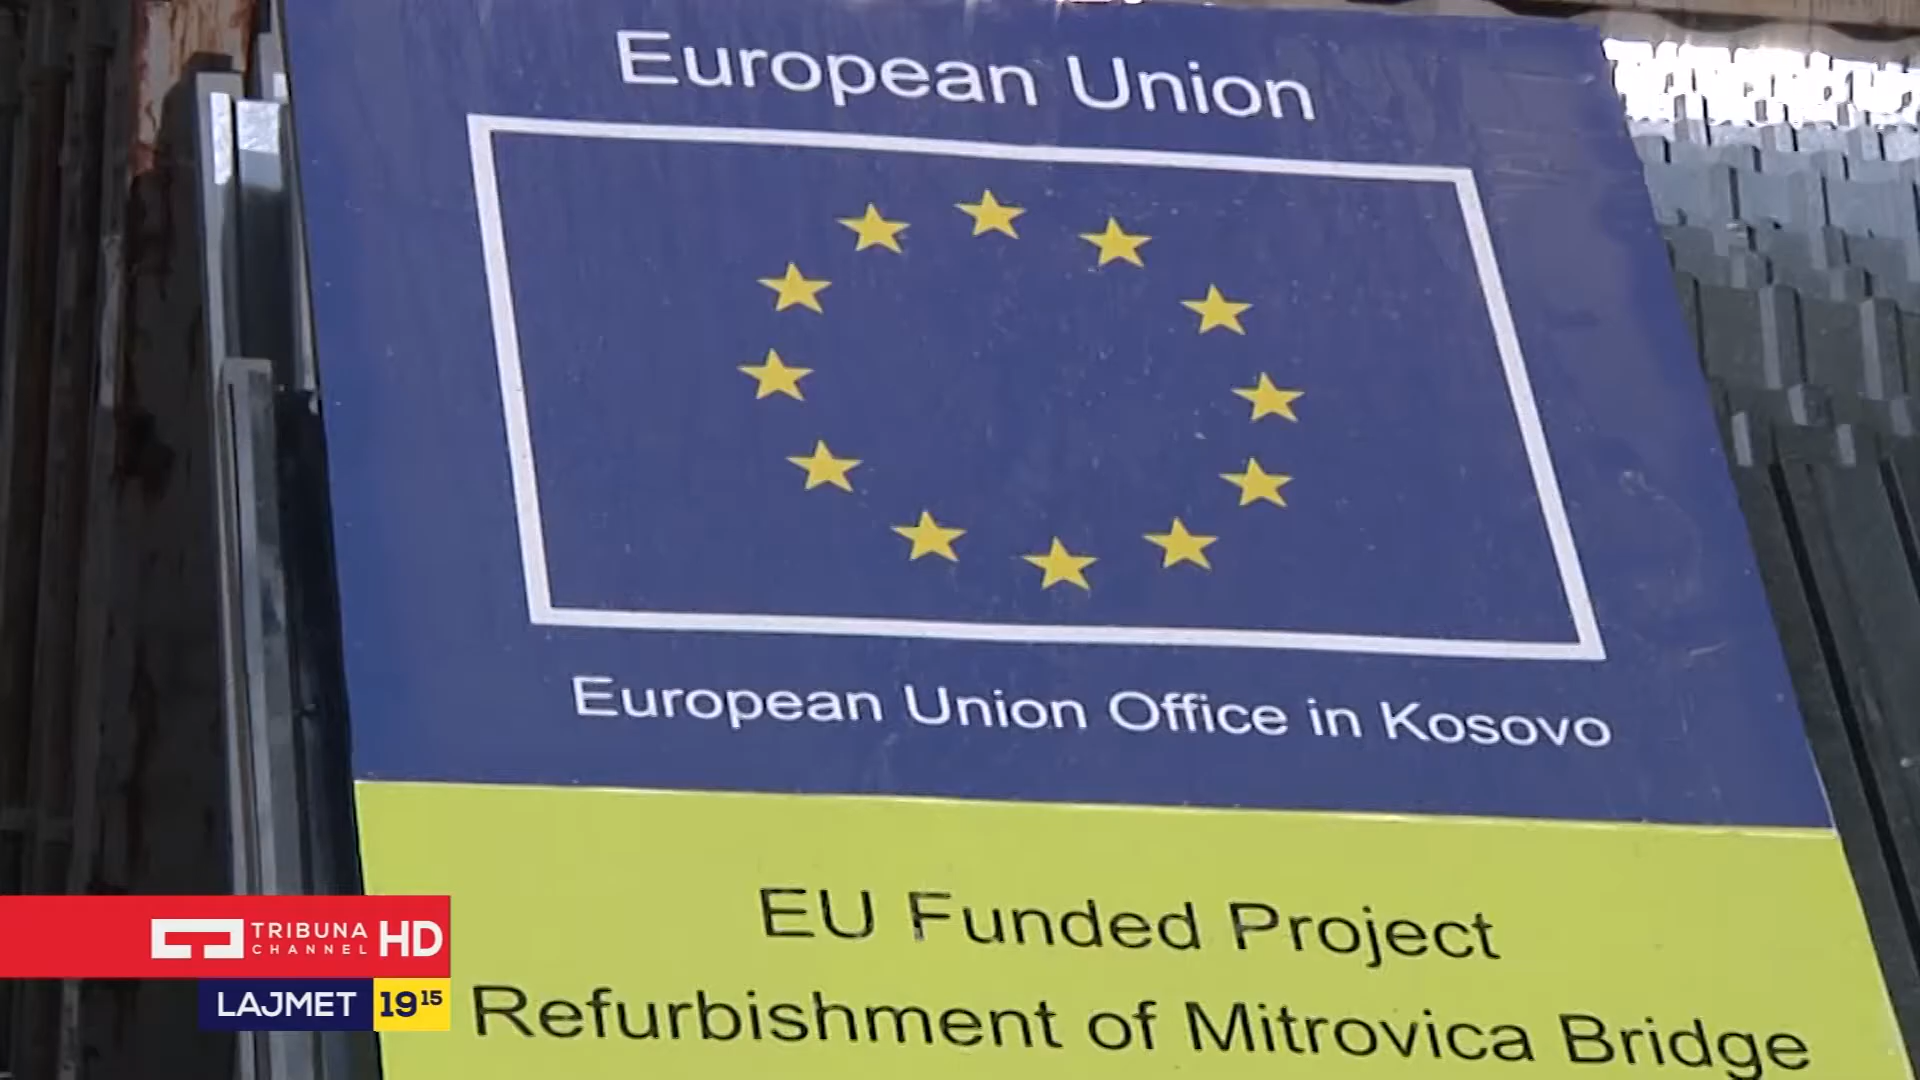 European Union
European Union Office in Kosovo
EU Funded Project
Refurbishment of Mitrovica Bridge
TRIBUNA
CHANNEL
HD
LAJMET 19 15